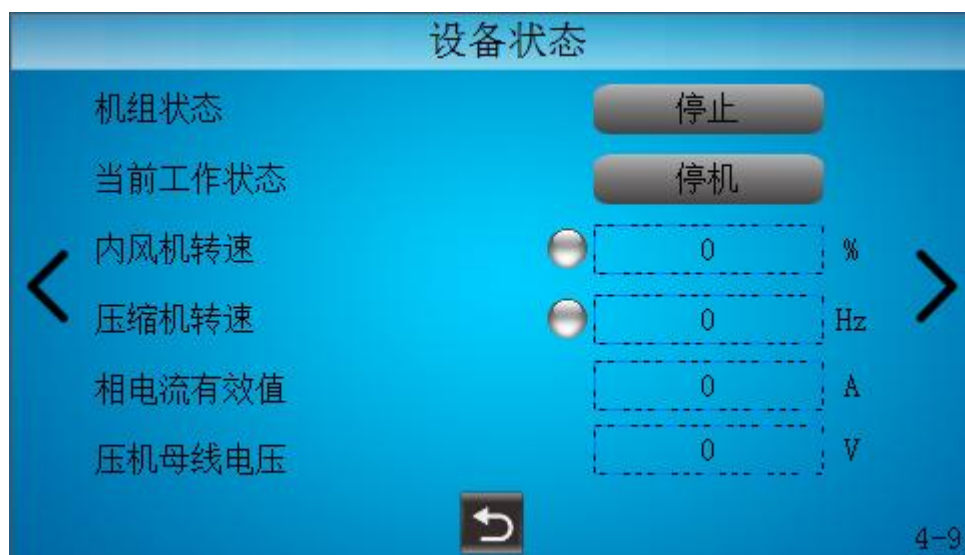 设备状态
机组状态 停止
当前工作状态 停机
内风机转速 0 %
压缩机转速 0 Hz
相电流有效值 0 A
压机母线电压 0 V
4-9